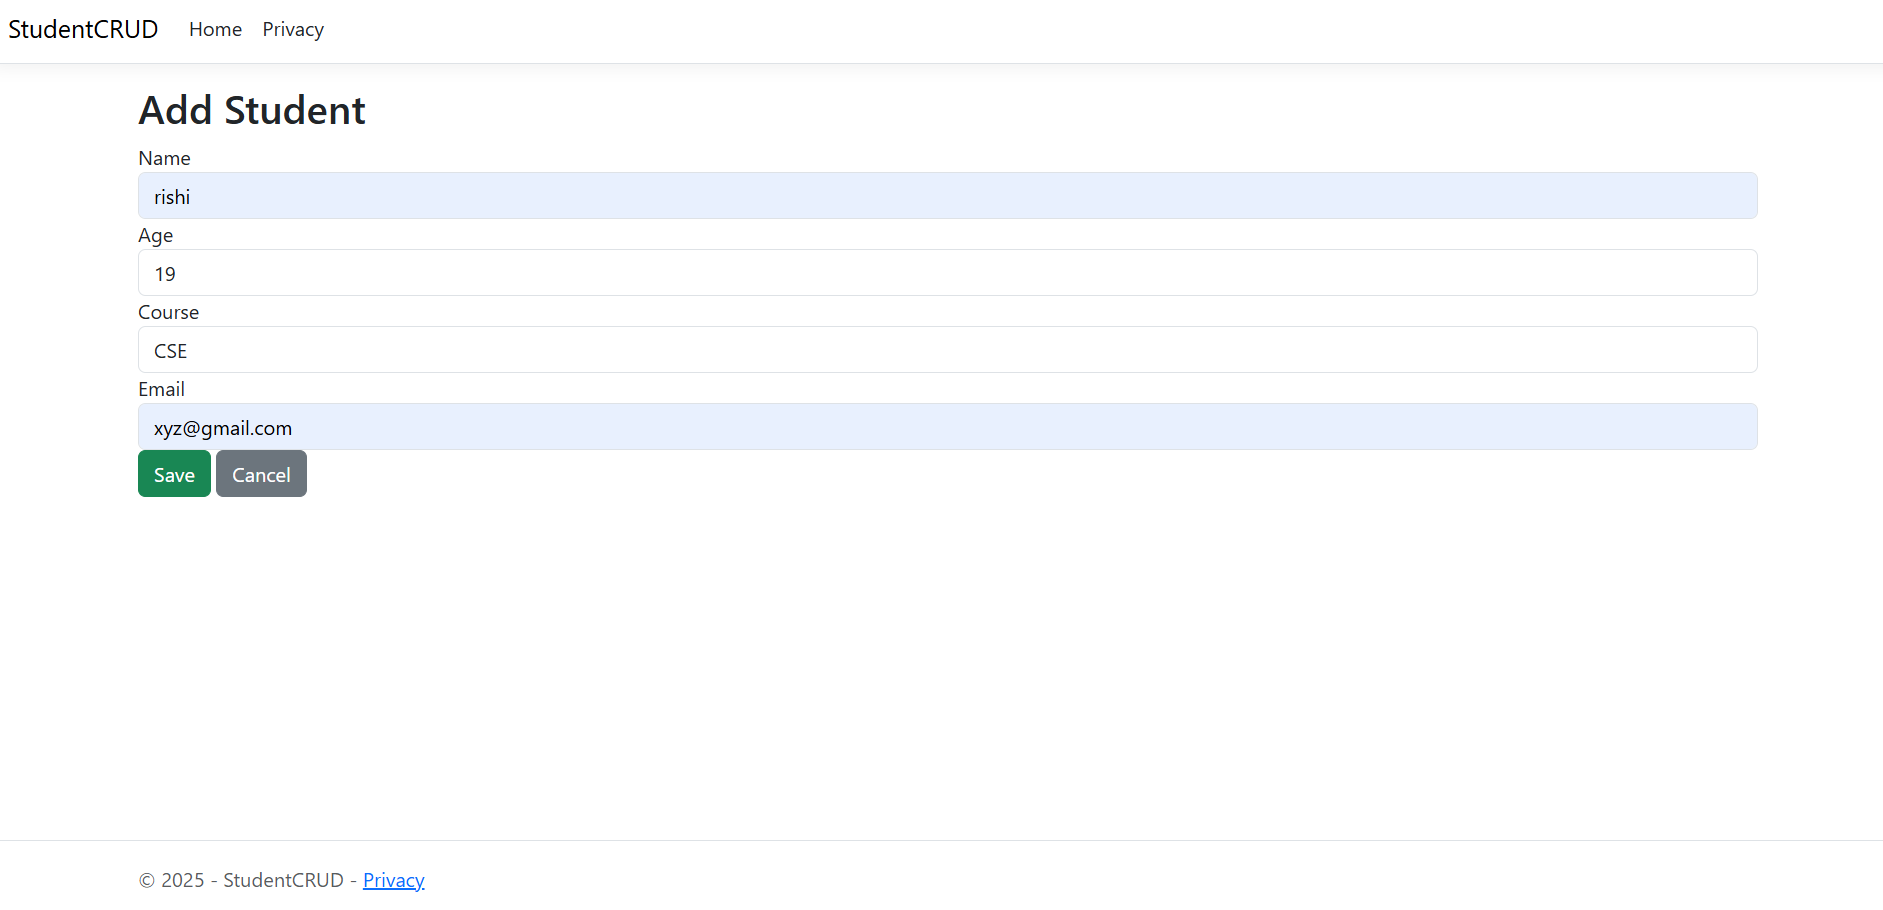 StudentCRUD Home Privacy
Add Student
Name
rishi
Age
19
Course
CSE
Email
xyz@gmail.com
Save Cancel
© 2025 - StudentCRUD - Privacy